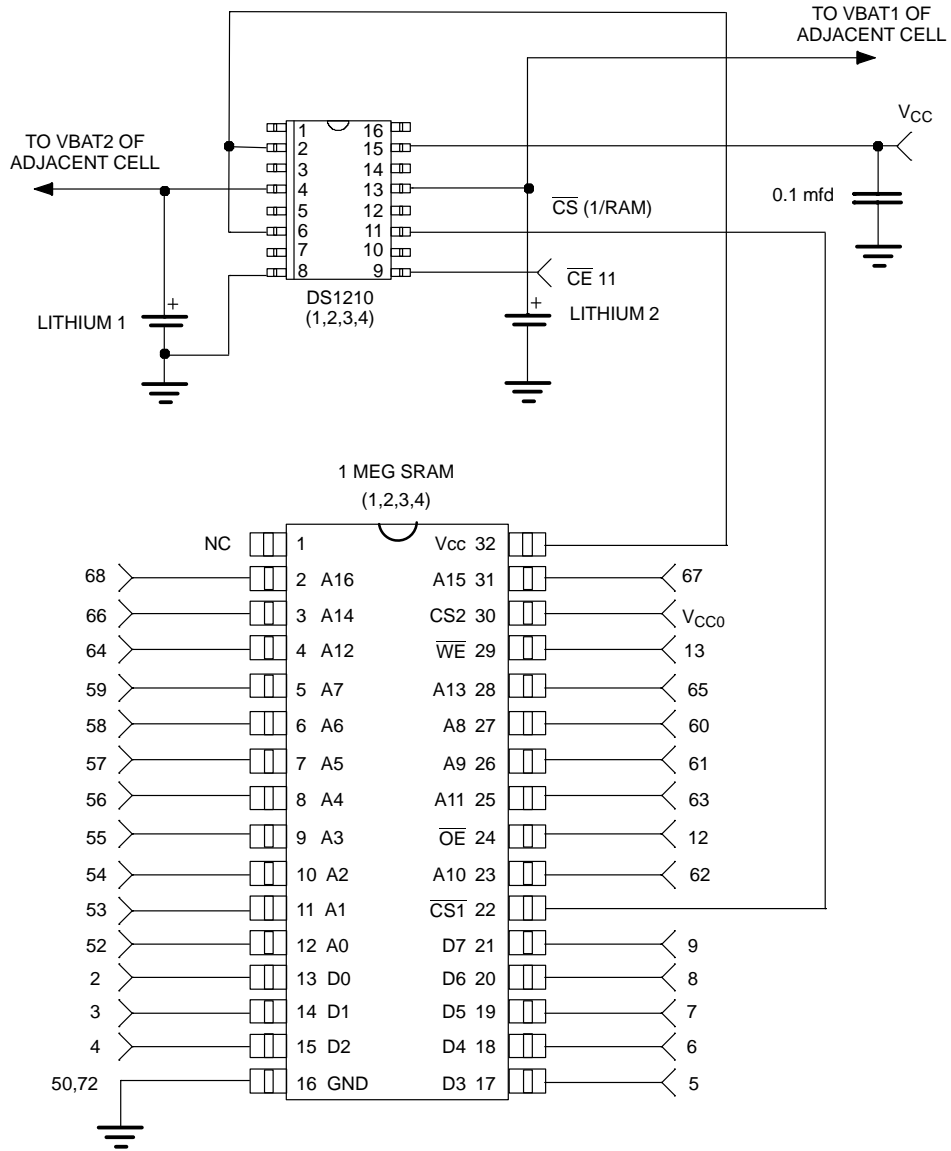 TO VBAT1 OF
ADJACENT CELL
VCC
TO VBAT2 OF
ADJACENT CELL
1 16
2 15
3 14
4 13
5 12
6 11
7 10
8 9
CS (1/RAM)
0.1 mfd
CE 11
DS1210
(1,2,3,4)
LITHIUM 1
+
+
LITHIUM 2
1 MEG SRAM
(1,2,3,4)
NC 1 Vcc 32
68 2 A16 A15 31 67
66 3 A14 CS2 30 VCC0
64 4 A12 WE 29 13
59 5 A7 A13 28 65
58 6 A6 A8 27 60
57 7 A5 A9 26 61
56 8 A4 A11 25 63
55 9 A3 OE 24 12
54 10 A2 A10 23 62
53 11 A1 CS1 22
52 12 A0 D7 21 9
2 13 D0 D6 20 8
3 14 D1 D5 19 7
4 15 D2 D4 18 6
50,72 16 GND D3 17 5